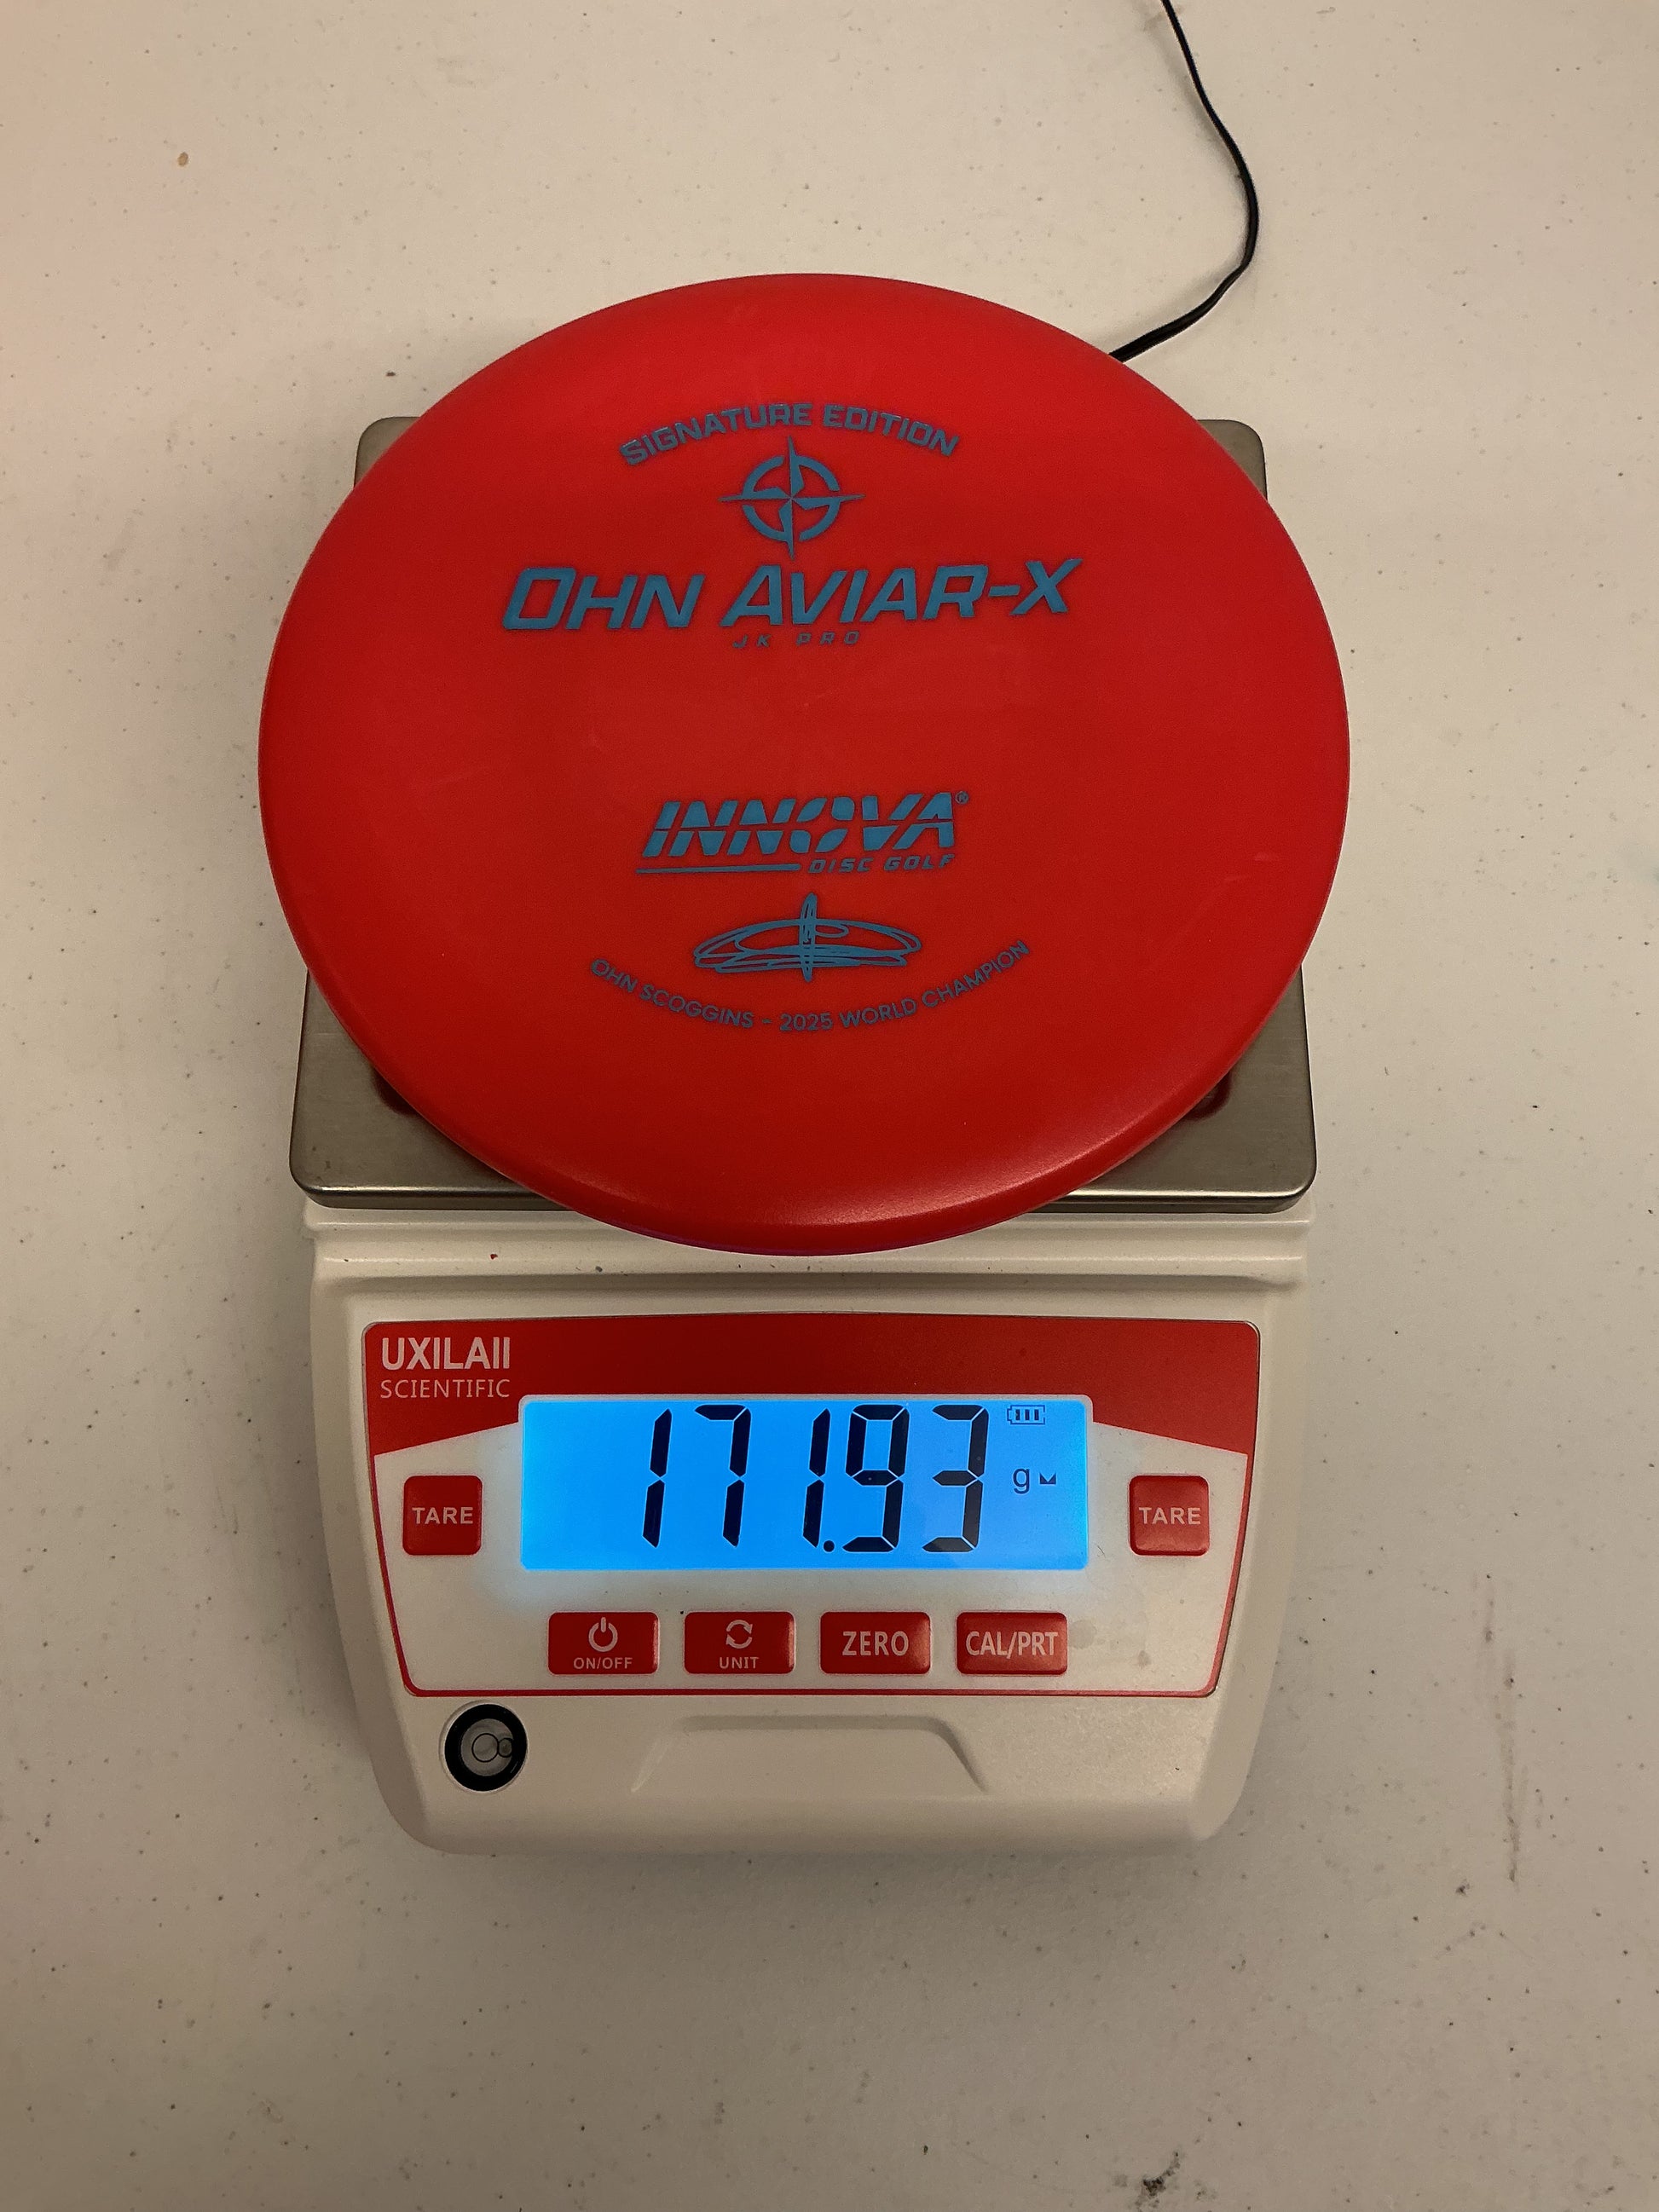 SIGNATURE EDITION
OHN AVIAR-X
JK PRO
INNOVA®
DISC GOLF
OHN SCOGGINS - 2025 WORLD CHAMPION
UXILAII
SCIENTIFIC
171.93 g
TARE
TARE
ON/OFF
UNIT
ZERO
CAL/PRT